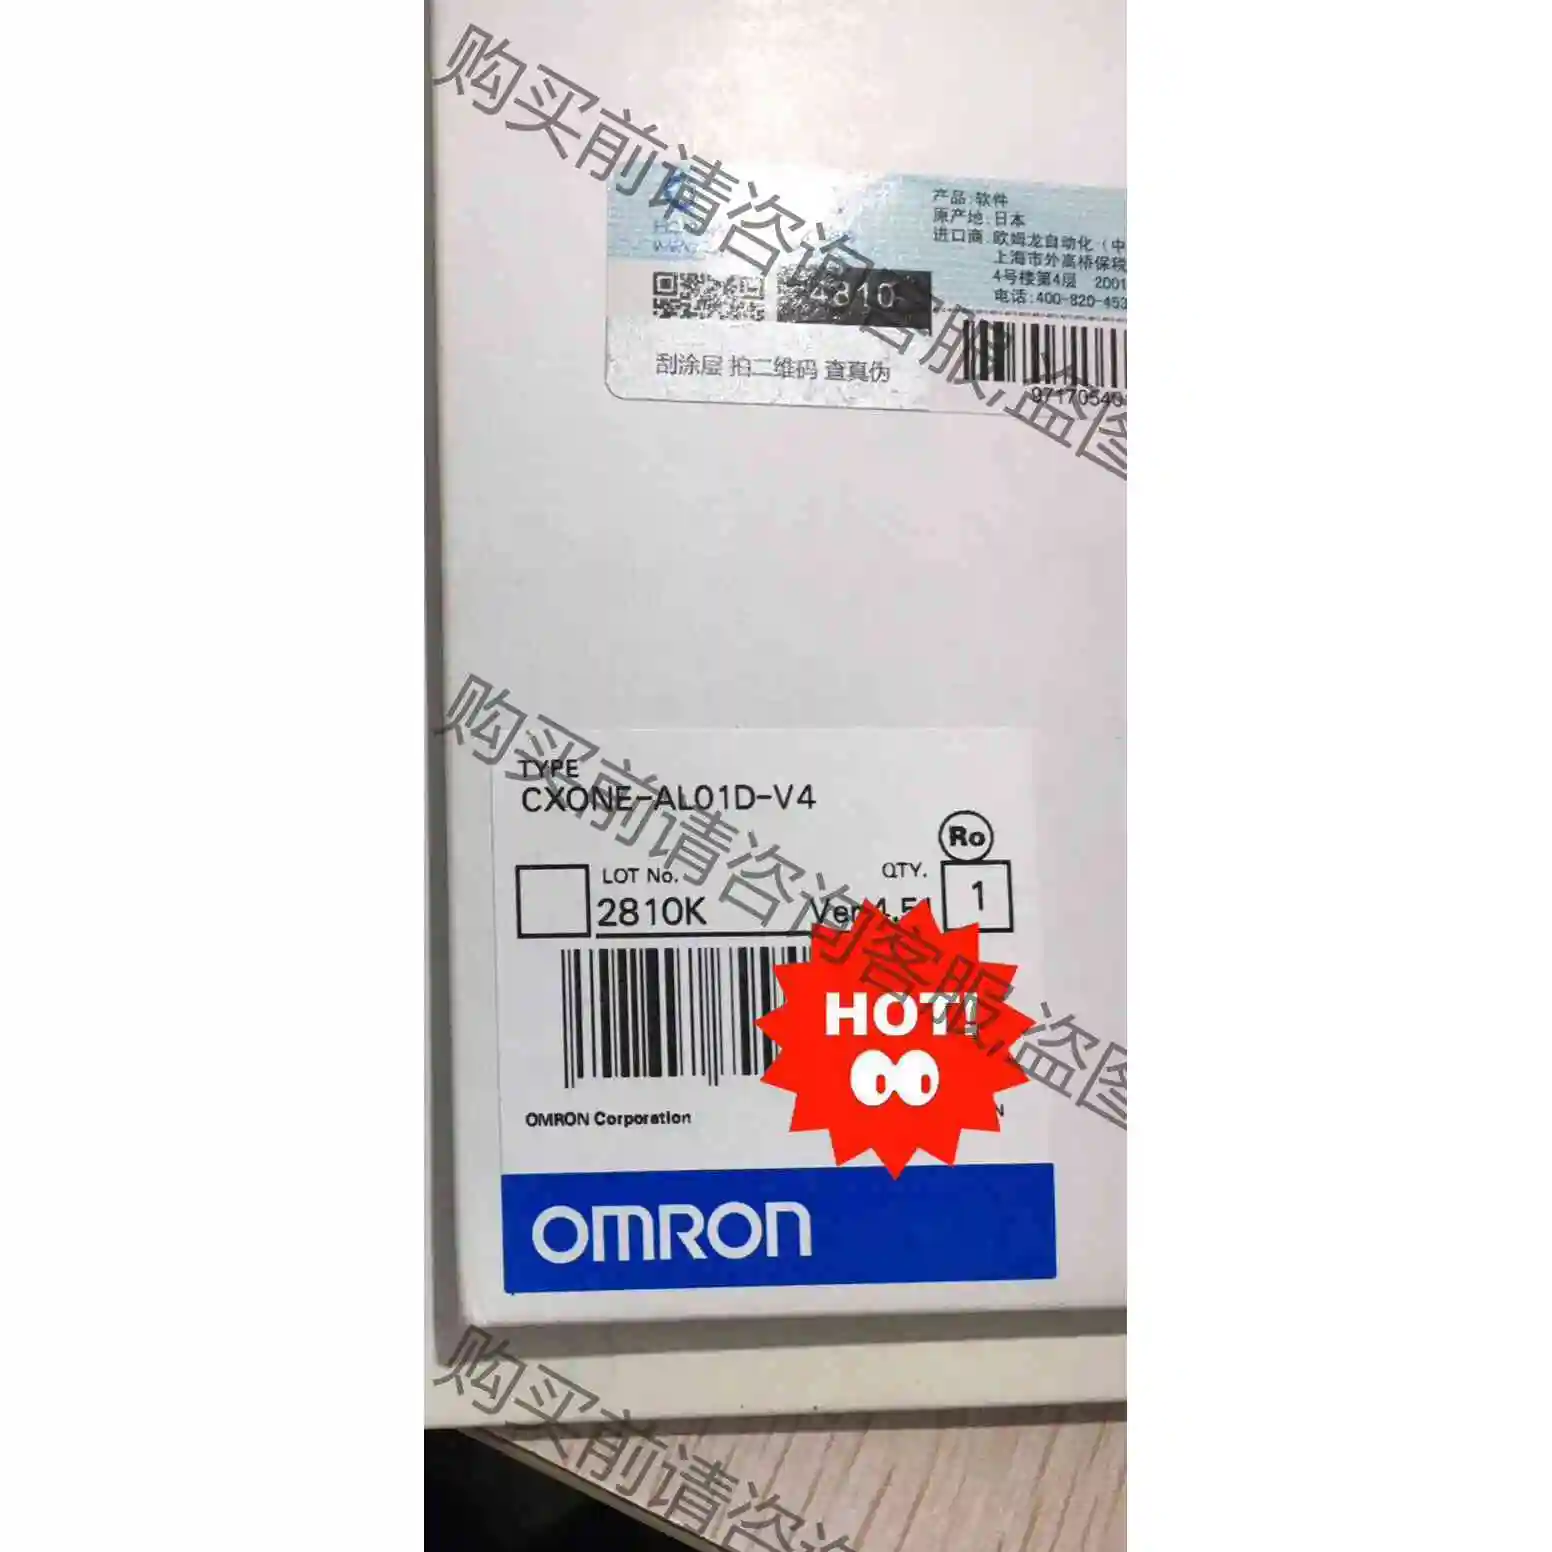 购买前请咨询客服,盗图
产品:软件
原产地:日本
进口商:欧姆龙自动化（中
上海市外高桥保税
4号楼第4层 2001
电话:400-820-453
4810
刮涂层 拍二维码 查真伪
购买前请咨询客服,盗图
TYPE
CXONE-AL01D-V4
Ro
LOT No.
QTY.
2810K
Ver.4.51
1
HOT!
OMRON Corporation
OMRON
购买前请咨询